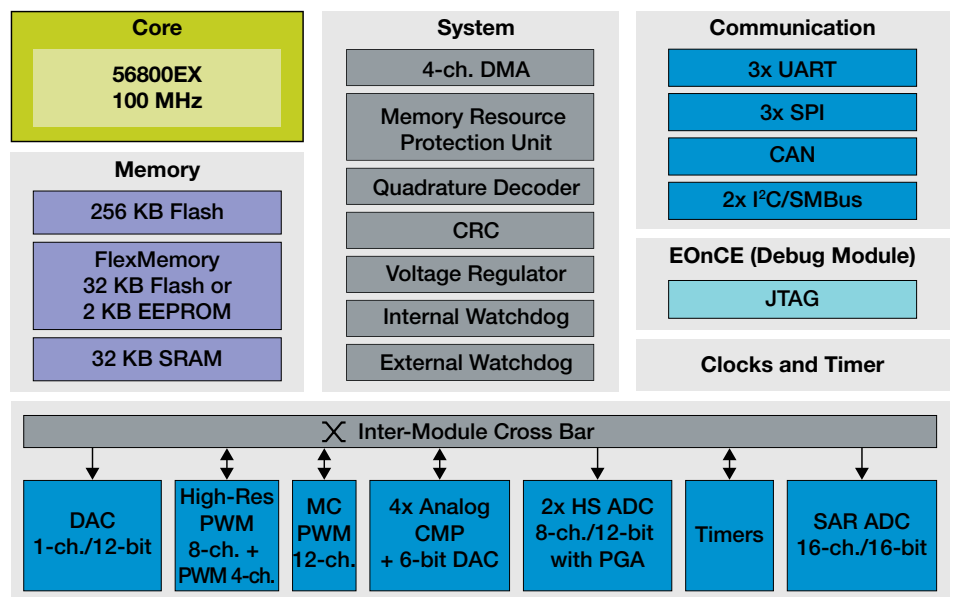 Core
56800EX
100 MHz
Memory
256 KB Flash
FlexMemory
32 KB Flash or
2 KB EEPROM
32 KB SRAM
System
4-ch. DMA
Memory Resource
Protection Unit
Quadrature Decoder
CRC
Voltage Regulator
Internal Watchdog
External Watchdog
Communication
3x UART
3x SPI
CAN
2x I²C/SMBus
EOnCE (Debug Module)
JTAG
Clocks and Timer
Inter-Module Cross Bar
DAC
1-ch./12-bit
High-Res
PWM
8-ch. +
PWM 4-ch.
MC
PWM
12-ch.
4x Analog
CMP
+ 6-bit DAC
2x HS ADC
8-ch./12-bit
with PGA
Timers
SAR ADC
16-ch./16-bit